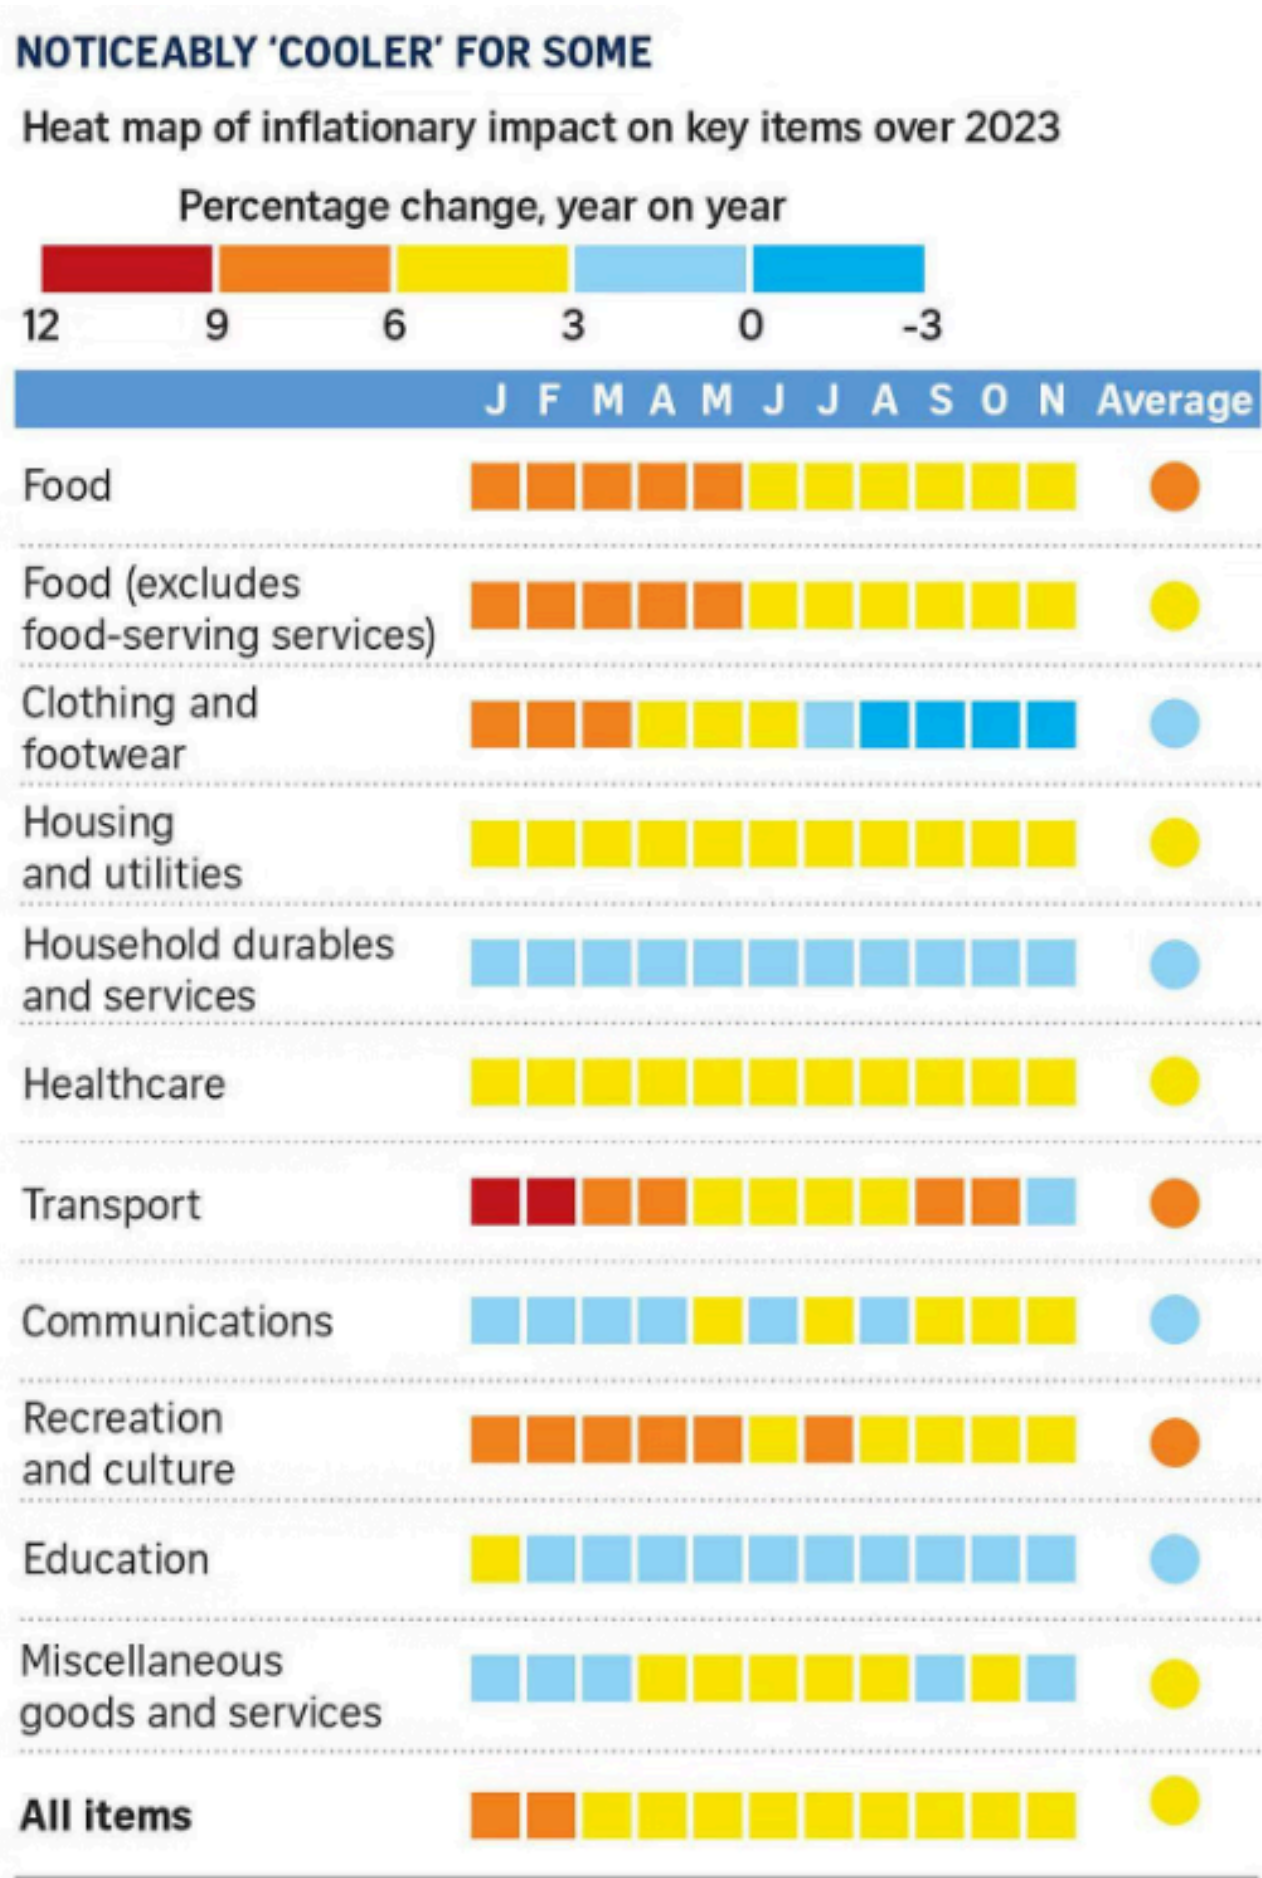 NOTICEABLY ‘COOLER’ FOR SOME
Heat map of inflationary impact on key items over 2023
Percentage change, year on year
12 9 6 3 0 -3
J F M A M J J A S O N Average
Food
Food (excludes
food-serving services)
Clothing and
footwear
Housing
and utilities
Household durables
and services
Healthcare
Transport
Communications
Recreation
and culture
Education
Miscellaneous
goods and services
All items